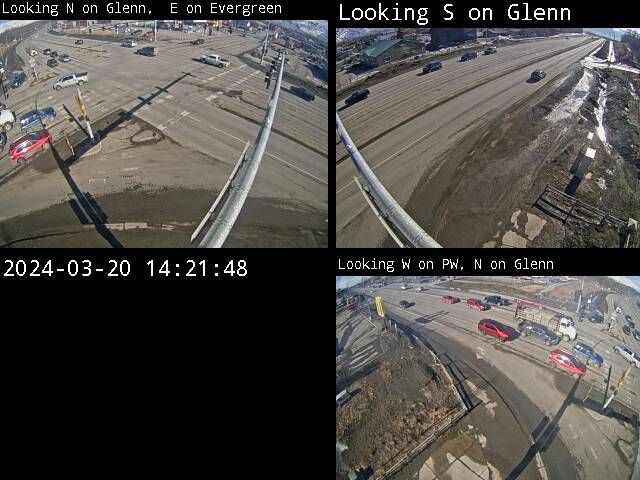 Looking N on Glenn,  E on Evergreen
Looking S on Glenn
2024-03-20 14:21:48
Looking W on PW, N on Glenn